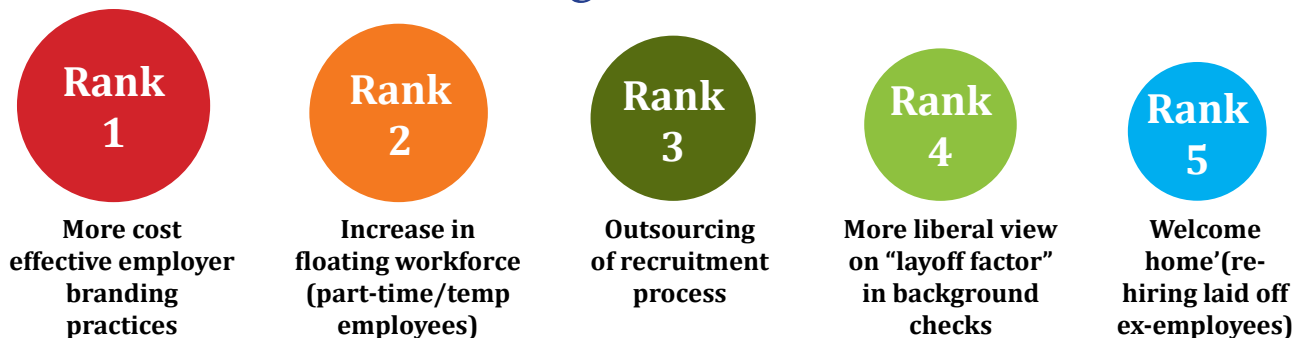 Rank
1
Rank
2
Rank
3
Rank
4
Rank
5
More cost
effective employer
branding
practices
Increase in
floating workforce
(part-time/temp
employees)
Outsourcing
of recruitment
process
More liberal view
on “layoff factor”
in background
checks
Welcome
home’(re-
hiring laid off
ex-employees)